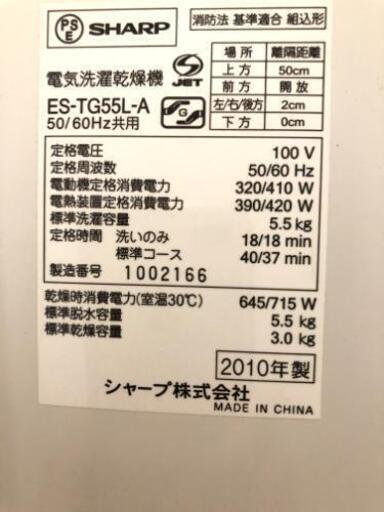 PSE SHARP
消防法 基準適合 組込形
場所 離隔距離
上方 50cm
前方 開放
左/右/後方 2cm
下方 0cm
電気洗濯乾燥機 S JET
ES-TG55L-A
50/60Hz共用
定格電圧 100 V
定格周波数 50/60 Hz
電動機定格消費電力 320/410 W
電熱装置定格消費電力 390/420 W
標準洗濯容量 5.5 kg
定格時間 洗いのみ 18/18 min
標準コース 40/37 min
製造番号 1002166
乾燥時消費電力(室温30℃) 645/715 W
標準脱水容量 5.5 kg
標準乾燥容量 3.0 kg
2010年製
シャープ株式会社
MADE IN CHINA